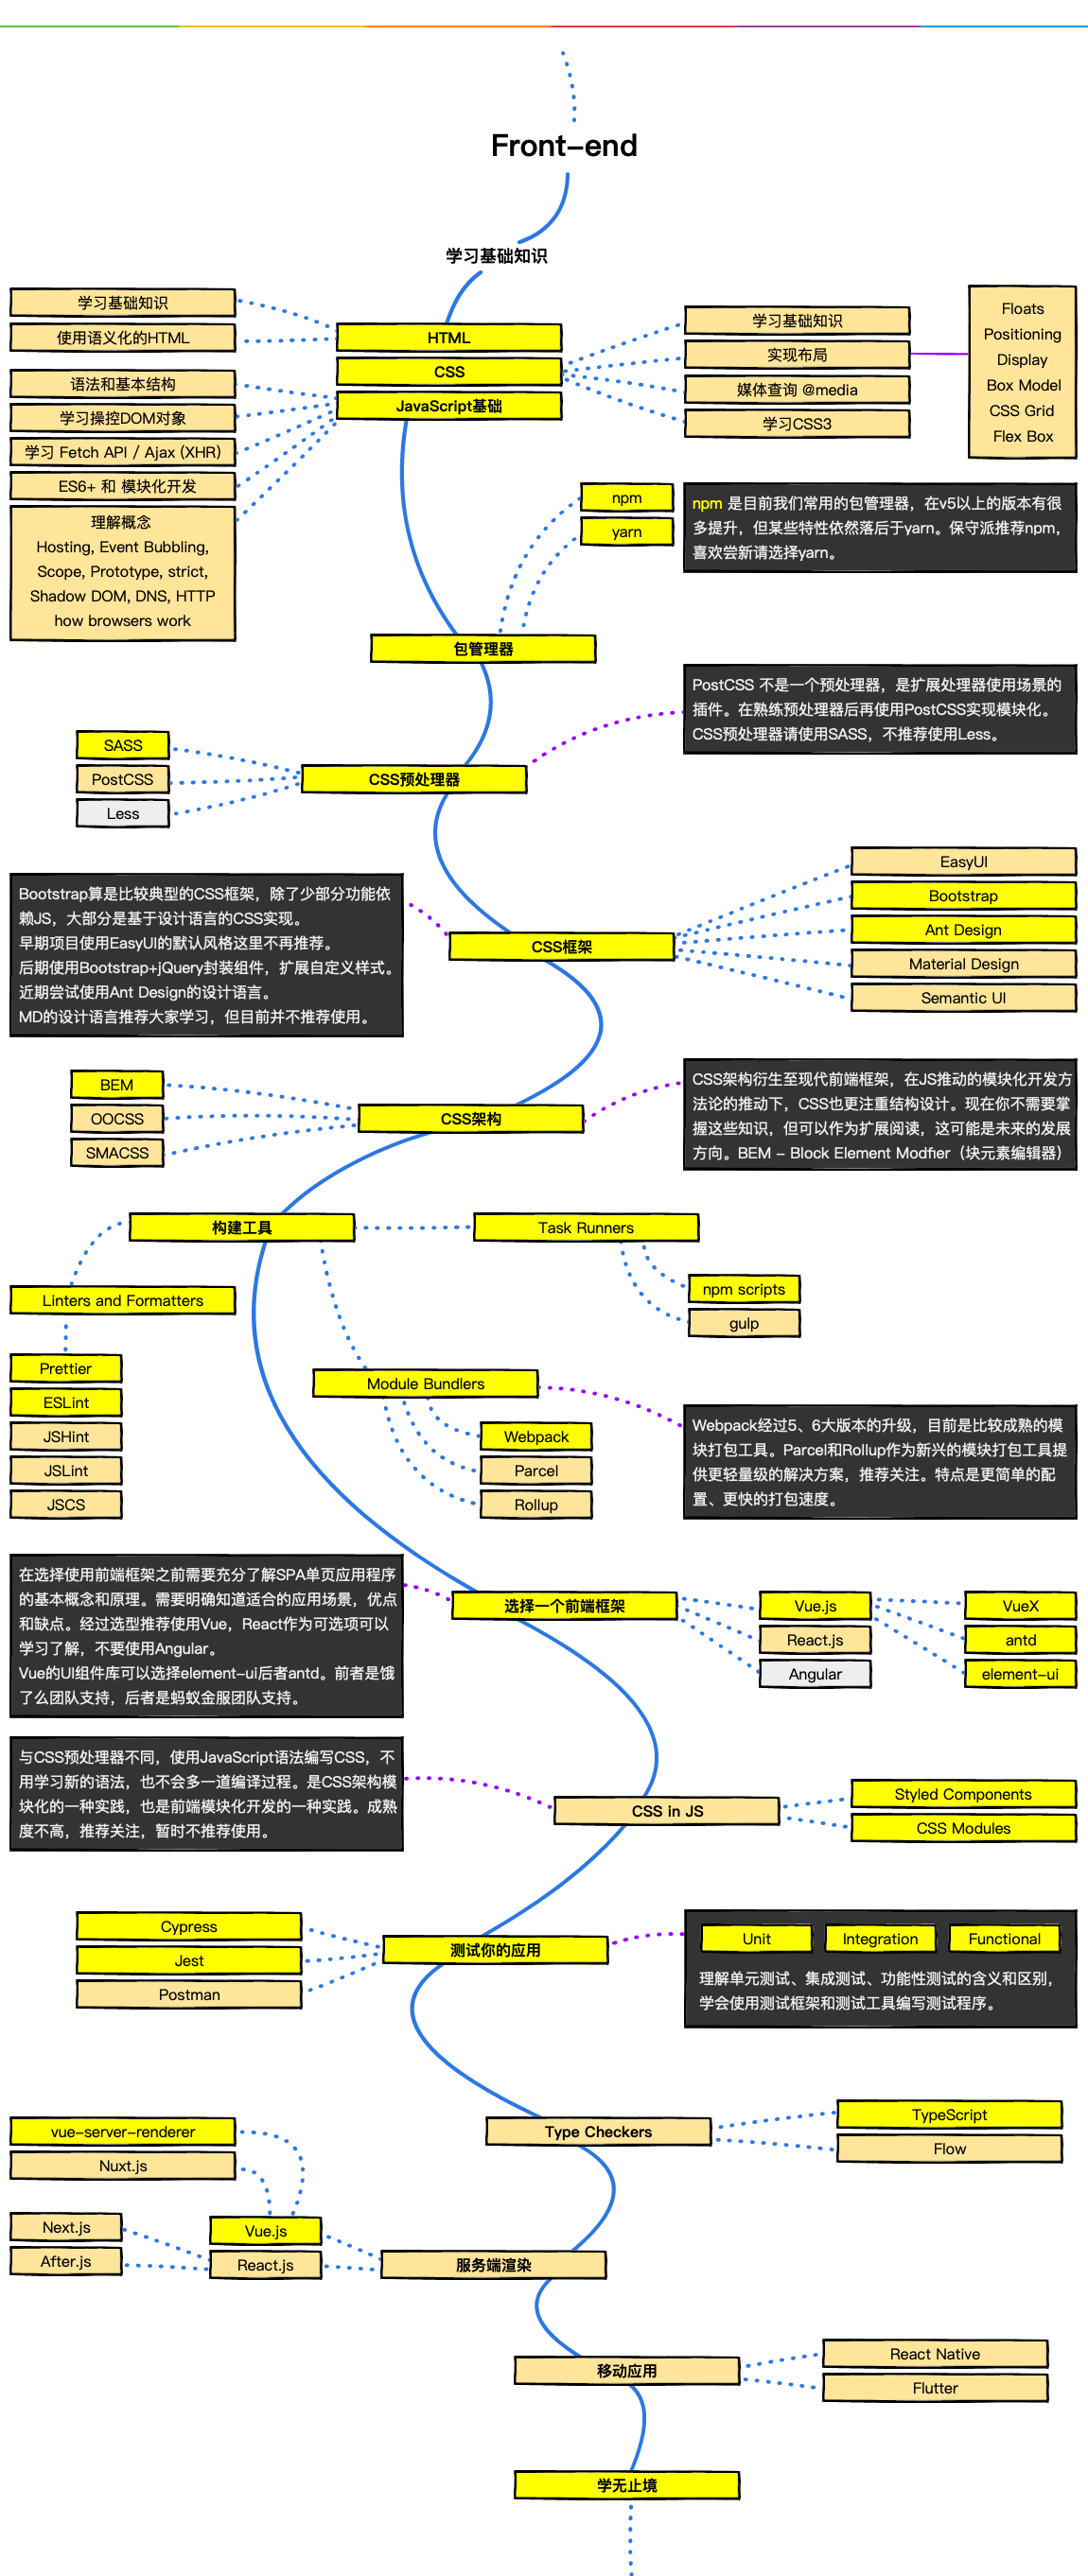 Front-end
学习基础知识
学习基础知识
使用语义化的HTML
语法和基本结构
学习操控DOM对象
学习 Fetch API / Ajax (XHR)
ES6+ 和 模块化开发
理解概念
Hosting, Event Bubbling,
Scope, Prototype, strict,
Shadow DOM, DNS, HTTP
how browsers work
HTML
CSS
JavaScript基础
学习基础知识
实现布局
媒体查询 @media
学习CSS3
Floats
Positioning
Display
Box Model
CSS Grid
Flex Box
npm
yarn
npm 是目前我们常用的包管理器，在v5以上的版本有很
多提升，但某些特性依然落后于yarn。保守派推荐npm，
喜欢尝新请选择yarn。
包管理器
PostCSS 不是一个预处理器，是扩展处理器使用场景的
插件。在熟练预处理器后再使用PostCSS实现模块化。
CSS预处理器请使用SASS，不推荐使用Less。
SASS
PostCSS
Less
CSS预处理器
EasyUI
Bootstrap
Ant Design
Material Design
Semantic UI
Bootstrap算是比较典型的CSS框架，除了少部分功能依
赖JS，大部分是基于设计语言的CSS实现。
早期项目使用EasyUI的默认风格这里不再推荐。
后期使用Bootstrap+jQuery封装组件，扩展自定义样式。
近期尝试使用Ant Design的设计语言。
MD的设计语言推荐大家学习，但目前并不推荐使用。
CSS框架
BEM
OOCSS
SMACSS
CSS架构
CSS架构衍生至现代前端框架，在JS推动的模块化开发方
法论的推动下，CSS也更注重结构设计。现在你不需要掌
握这些知识，但可以作为扩展阅读，这可能是未来的发展
方向。BEM - Block Element Modfier（块元素编辑器）
构建工具
Task Runners
npm scripts
gulp
Linters and Formatters
Prettier
ESLint
JSHint
JSLint
JSCS
Module Bundlers
Webpack
Parcel
Rollup
Webpack经过5、6大版本的升级，目前是比较成熟的模
块打包工具。Parcel和Rollup作为新兴的模块打包工具提
供更轻量级的解决方案，推荐关注。特点是更简单的配
置、更快的打包速度。
在选择使用前端框架之前需要充分了解SPA单页应用程序
的基本概念和原理。需要明确知道适合的应用场景，优点
和缺点。经过选型推荐使用Vue，React作为可选项可以
学习了解，不要使用Angular。
Vue的UI组件库可以选择element-ui后者antd。前者是饿
了么团队支持，后者是蚂蚁金服团队支持。
选择一个前端框架
Vue.js
React.js
Angular
VueX
antd
element-ui
与CSS预处理器不同，使用JavaScript语法编写CSS，不
用学习新的语法，也不会多一道编译过程。是CSS架构模
块化的一种实践，也是前端模块化开发的一种实践。成熟
度不高，推荐关注，暂时不推荐使用。
CSS in JS
Styled Components
CSS Modules
Cypress
Jest
Postman
测试你的应用
Unit
Integration
Functional
理解单元测试、集成测试、功能性测试的含义和区别，
学会使用测试框架和测试工具编写测试程序。
Type Checkers
TypeScript
Flow
vue-server-renderer
Nuxt.js
Next.js
After.js
Vue.js
React.js
服务端渲染
移动应用
React Native
Flutter
学无止境